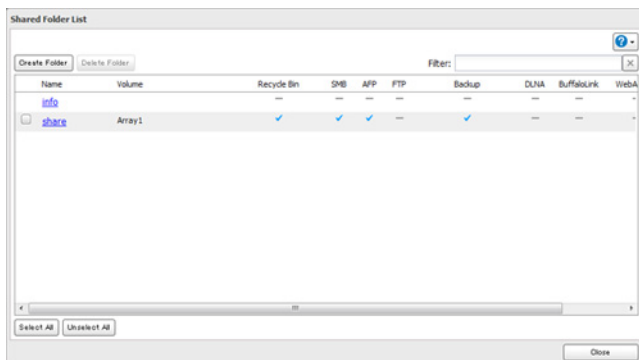 Shared Folder List
Create Folder Delete Folder Filter:
Name Volume Recycle Bin SMB AFP FTP Backup DLNA BuffaloLink WebA
info — — — — — — —
share Array1 ✓ ✓ ✓ — ✓ — —
Select All Unselect All
Close